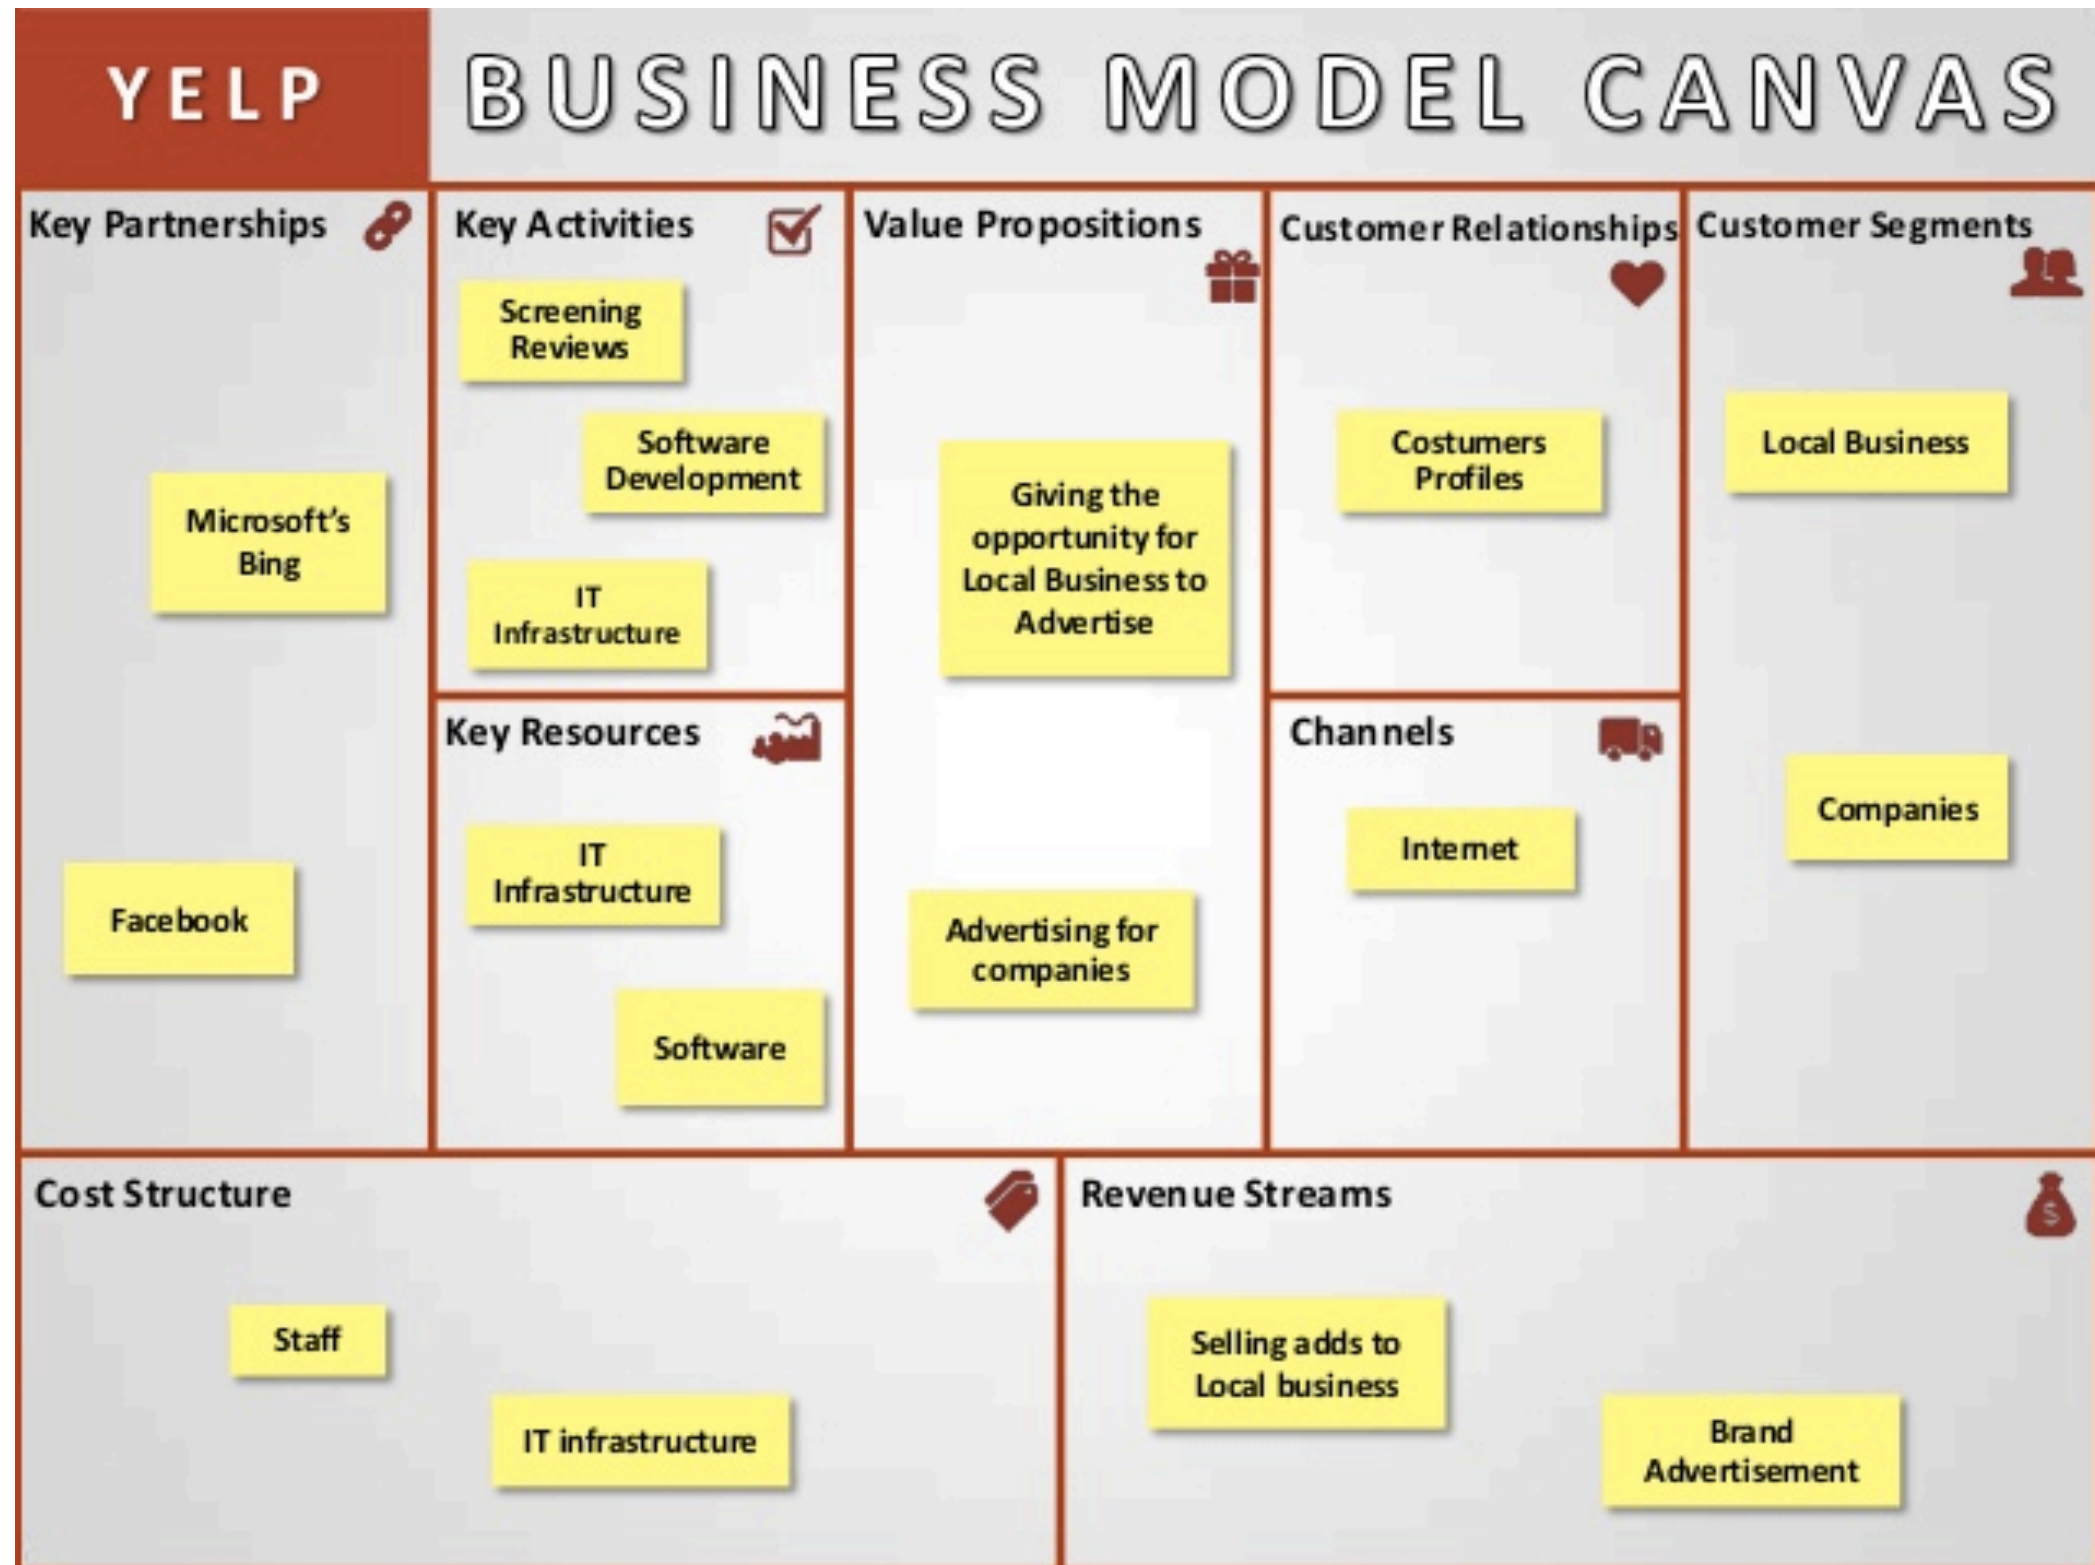 YELP
BUSINESS MODEL CANVAS
Key Partnerships
Microsoft's
Bing
Facebook
Key Activities
Screening
Reviews
Software
Development
IT
Infrastructure
Key Resources
IT
Infrastructure
Software
Value Propositions
Giving the
opportunity for
Local Business to
Advertise
Advertising for
companies
Customer Relationships
Costumers
Profiles
Channels
Internet
Customer Segments
Local Business
Companies
Cost Structure
Staff
IT infrastructure
Revenue Streams
$
Selling adds to
Local business
Brand
Advertisement